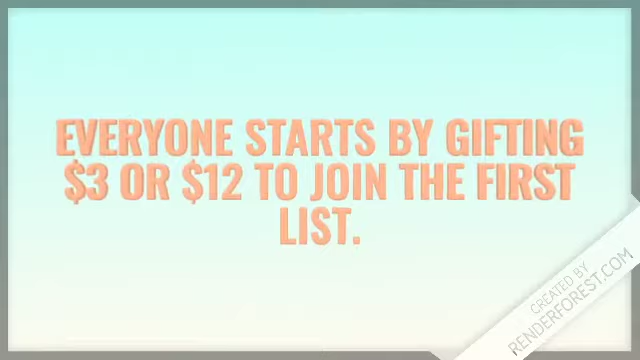 EVERYONE STARTS BY GIFTING
$3 OR $12 TO JOIN THE FIRST
LIST.
CREATED BY
RENDERFOREST.COM